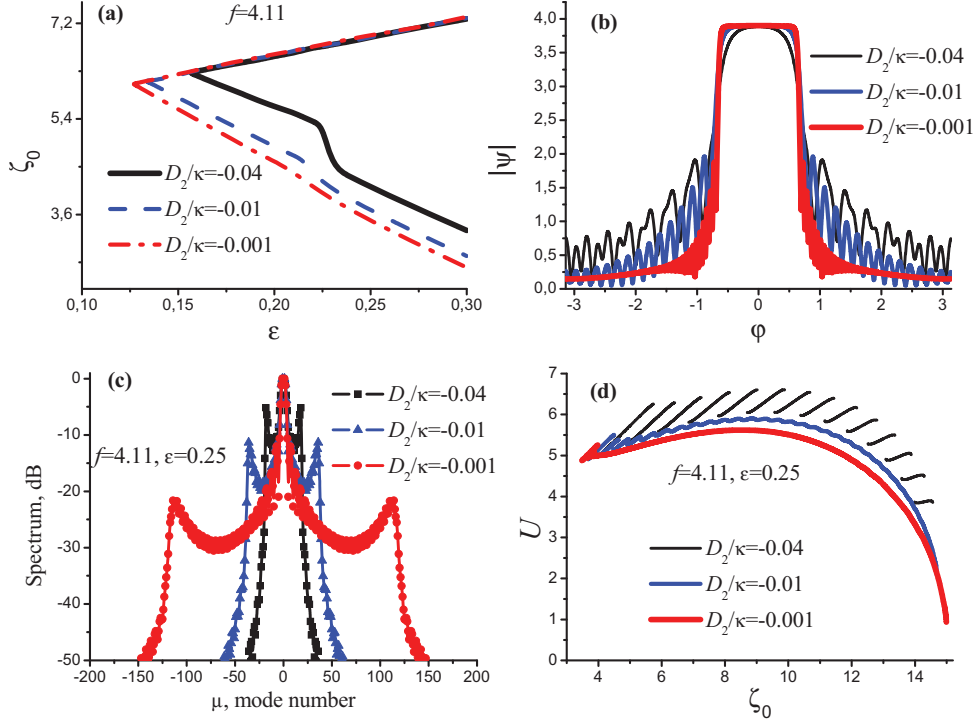 (a)
f=4.11
7,2
5,4
3,6
ζ0
D2/κ=-0.04
D2/κ=-0.01
D2/κ=-0.001
0,10 0,15 0,20 0,25 0,30
ε
(b)
4,0
3,5
3,0
2,5
2,0
1,5
1,0
0,5
0,0
|ψ|
D2/κ=-0.04
D2/κ=-0.01
D2/κ=-0.001
-3 -2 -1 0 1 2 3
φ
(c)
0
-10
-20
-30
-40
-50
Spectrum, dB
D2/κ=-0.04
D2/κ=-0.01
D2/κ=-0.001
f=4.11, ε=0.25
-200 -150 -100 -50 0 50 100 150 200
μ, mode number
(d)
7
6
5
4
3
2
1
0
U
f=4.11, ε=0.25
D2/κ=-0.04
D2/κ=-0.01
D2/κ=-0.001
4 6 8 10 12 14
ζ0